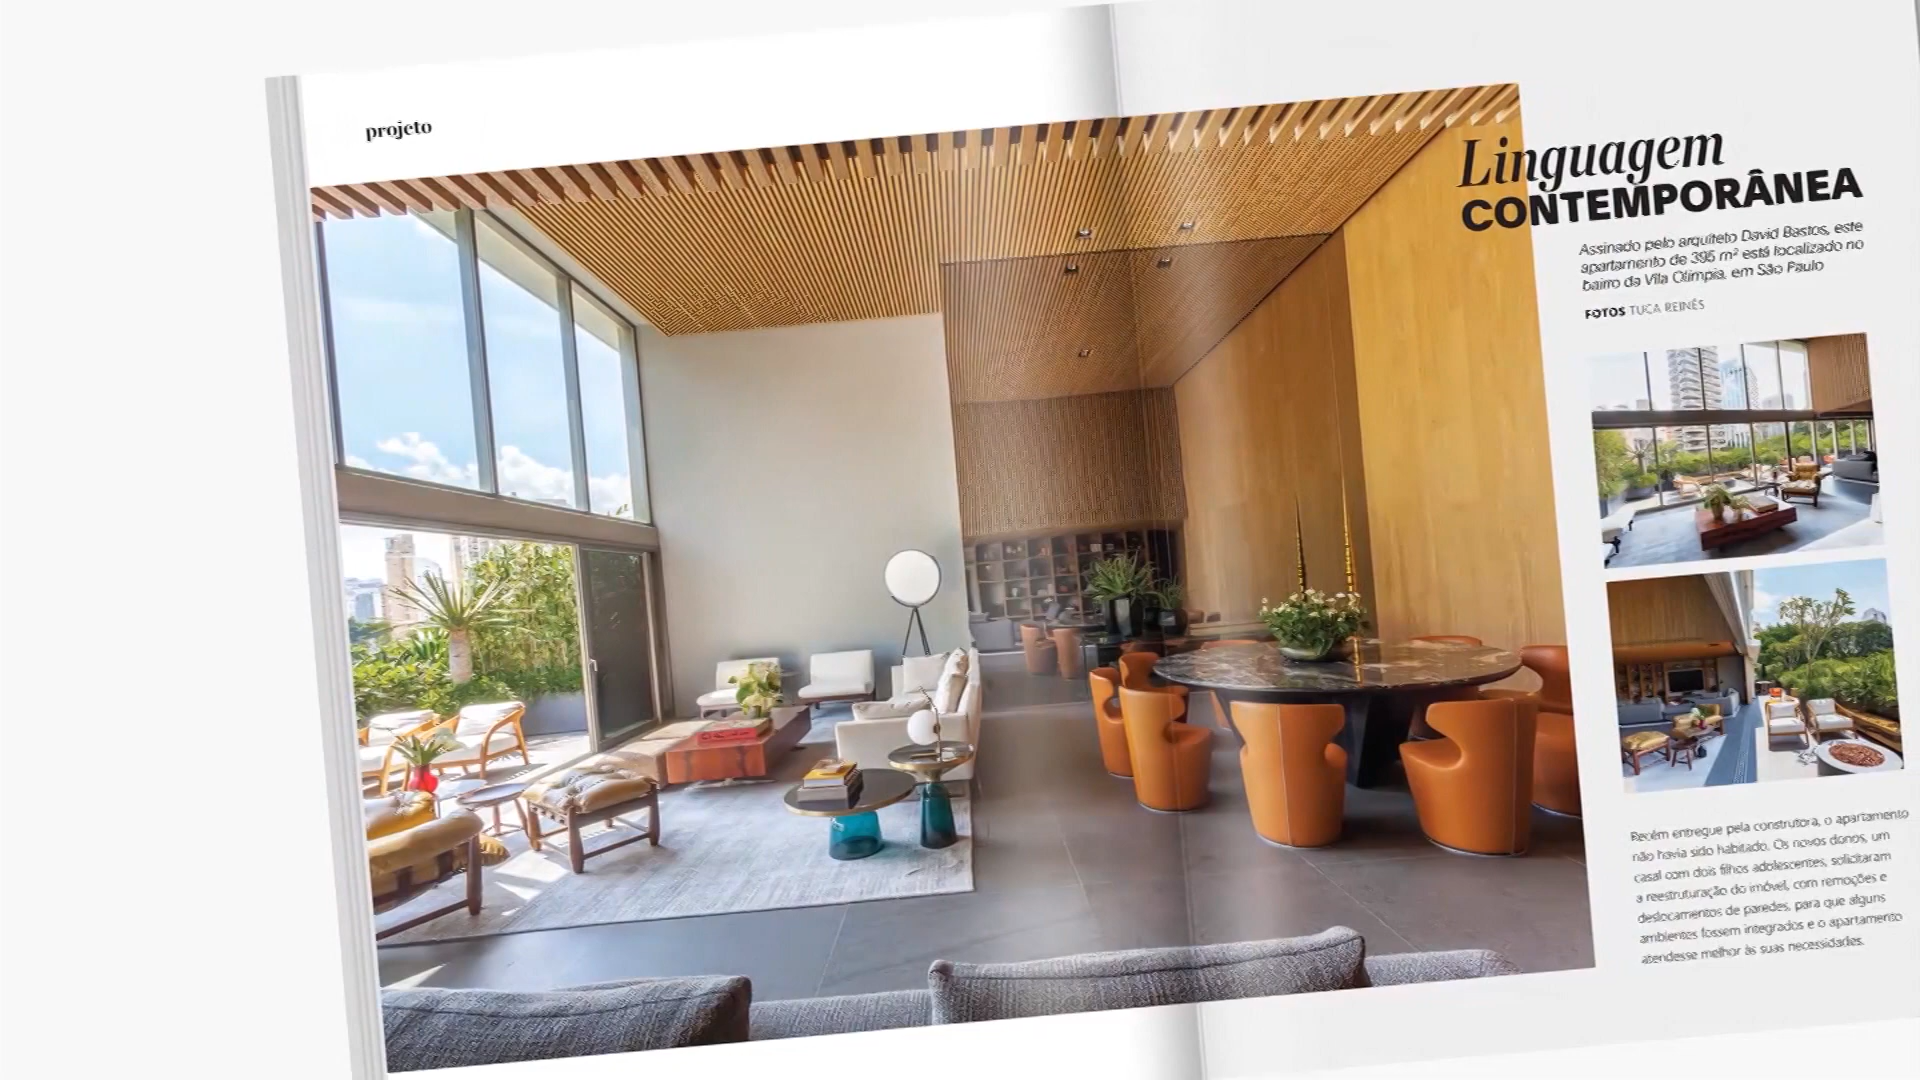 projeto
Linguagem
CONTEMPORÂNEA
Assinado pelo arquiteto David Bastos, este
apartamento de 395 m² está localizado no
bairro da Vila Olímpia, em São Paulo
FOTOS TUCA REINÉS
Recém entregue pela construtora, o apartamento
não havia sido habitado. Os novos donos, um
casal com dois filhos adolescentes, solicitaram
a reestruturação do imóvel, com remoções e
deslocamentos de paredes, para que alguns
ambientes fossem integrados e o apartamento
atendesse melhor às suas necessidades.